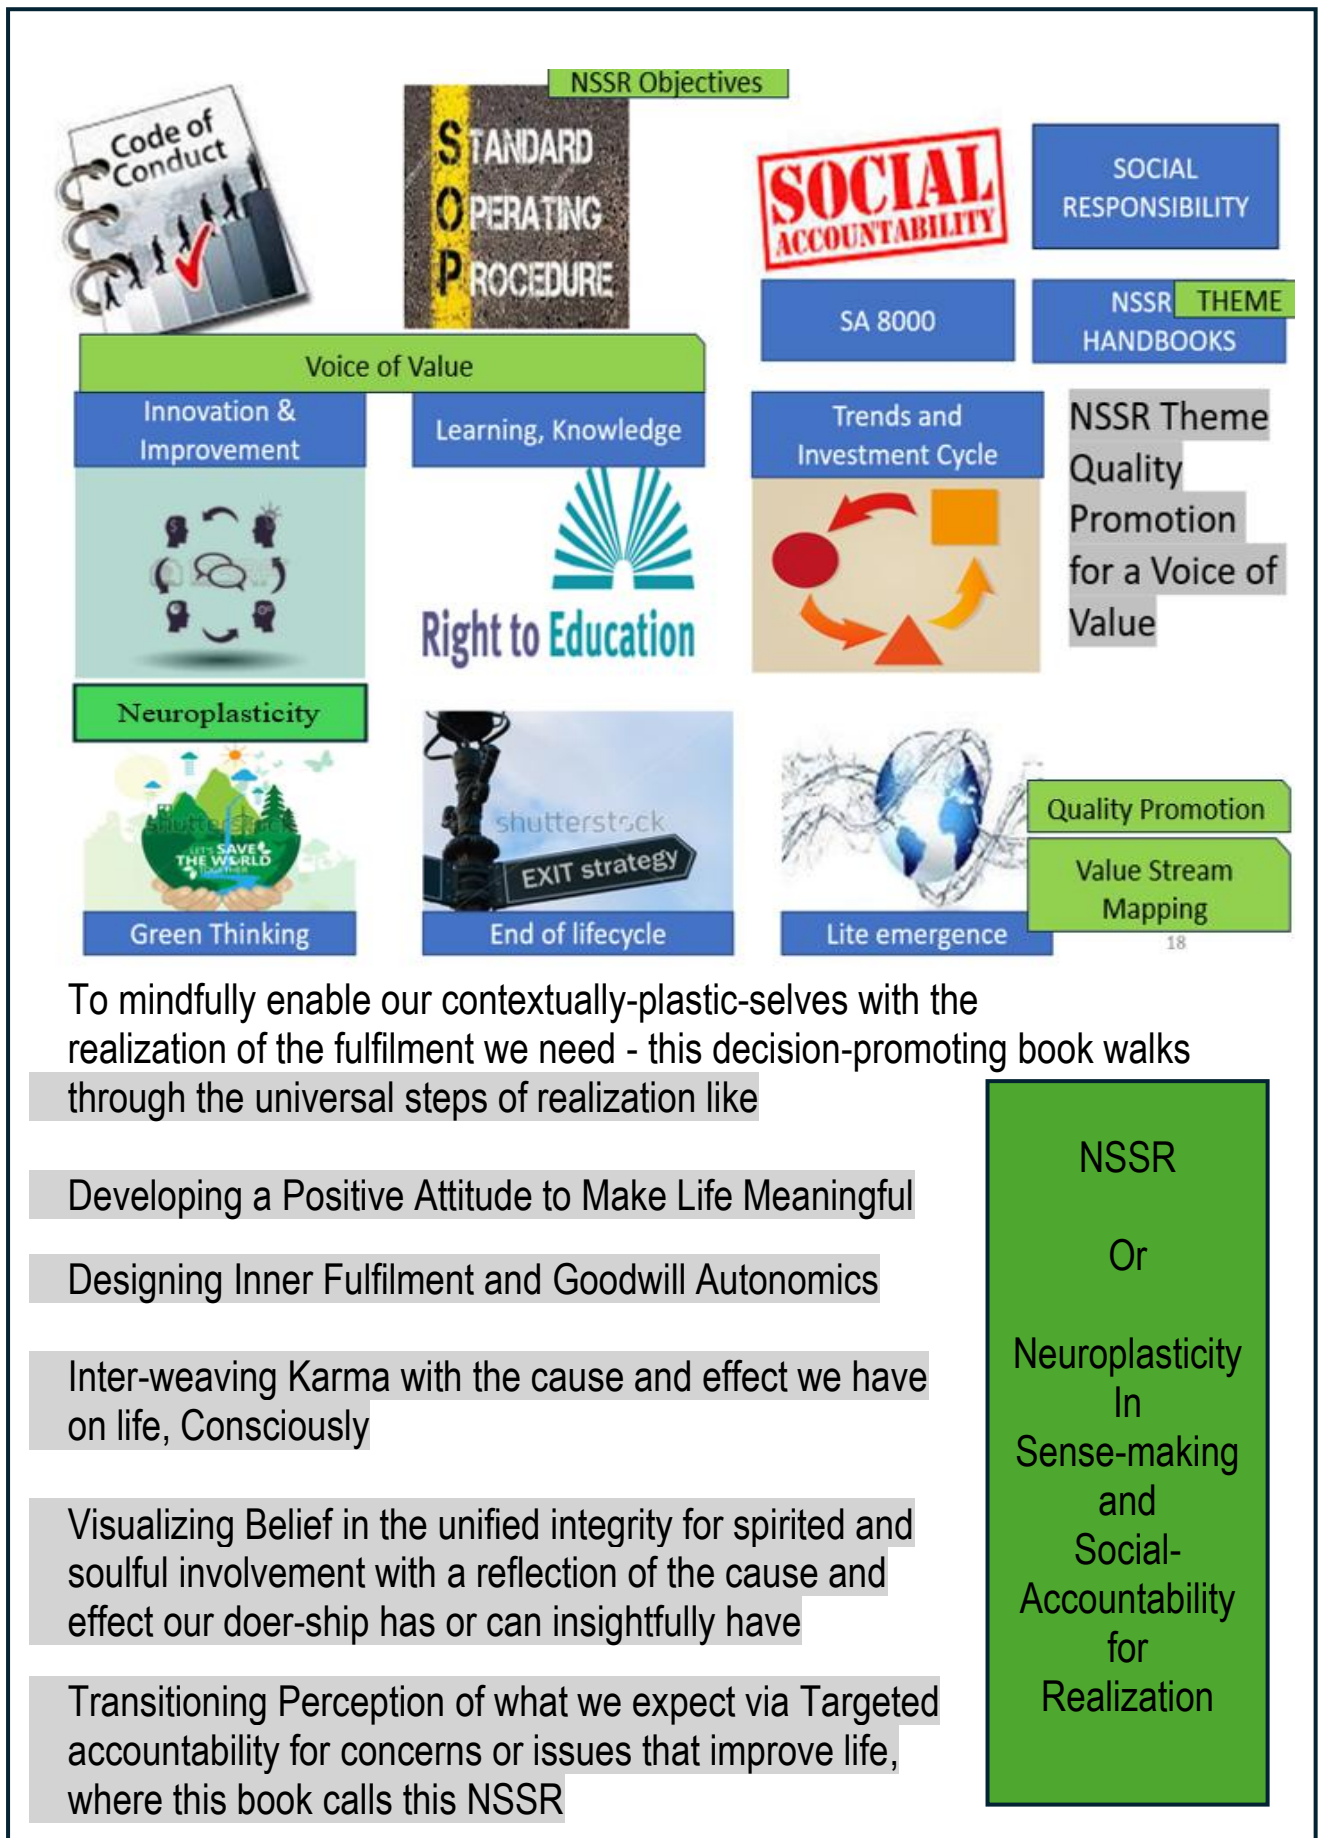 NSSR Objectives
Code of
Conduct
STANDARD
OPERATING
PROCEDURE
SOCIAL
ACCOUNTABILITY
SOCIAL
RESPONSIBILITY
SA 8000
NSSR THEME
HANDBOOKS
Voice of Value
Innovation &
Improvement
Learning, Knowledge
Trends and
Investment Cycle
NSSR Theme
Quality
Promotion
for a Voice of
Value
Right to Education
Neuroplasticity
shutterstock
LET'S SAVE
THE WORLD
TOGETHER
Green Thinking
shutterstock
EXIT strategy
End of lifecycle
Lite emergence
Quality Promotion
Value Stream
Mapping
18
To mindfully enable our contextually-plastic-selves with the
realization of the fulfilment we need - this decision-promoting book walks
through the universal steps of realization like
Developing a Positive Attitude to Make Life Meaningful
Designing Inner Fulfilment and Goodwill Autonomics
Inter-weaving Karma with the cause and effect we have
on life, Consciously
Visualizing Belief in the unified integrity for spirited and
soulful involvement with a reflection of the cause and
effect our doer-ship has or can insightfully have
Transitioning Perception of what we expect via Targeted
accountability for concerns or issues that improve life,
where this book calls this NSSR
NSSR
Or
Neuroplasticity
In
Sense-making
and
Social-
Accountability
for
Realization